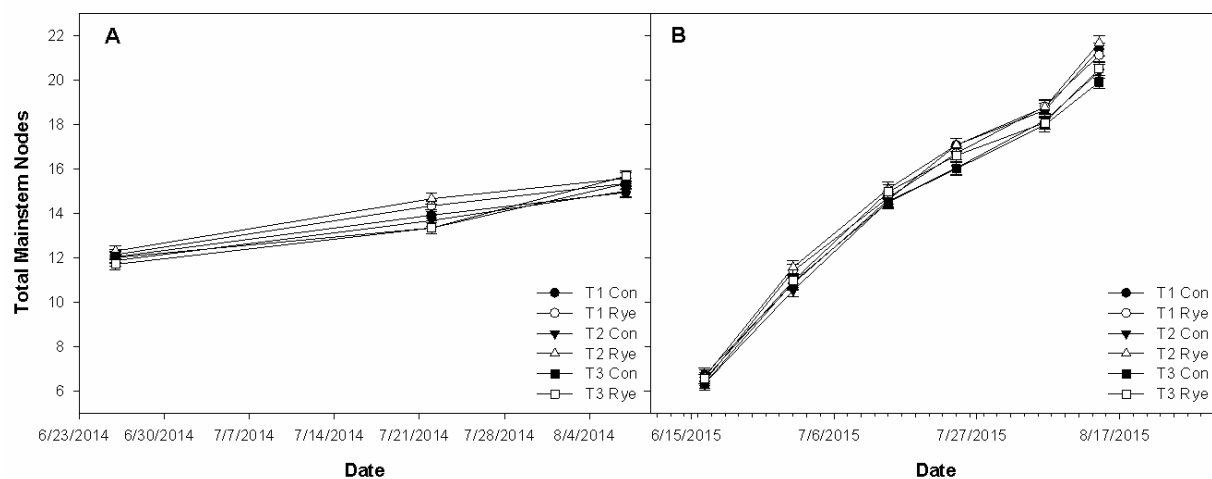 A
B
Total Mainstem Nodes
22
20
18
16
14
12
10
8
6
T1 Con
T1 Rye
T2 Con
T2 Rye
T3 Con
T3 Rye
T1 Con
T1 Rye
T2 Con
T2 Rye
T3 Con
T3 Rye
6/23/2014 6/30/2014 7/7/2014 7/14/2014 7/21/2014 7/28/2014 8/4/2014
6/15/2015 7/6/2015 7/27/2015 8/17/2015
Date
Date